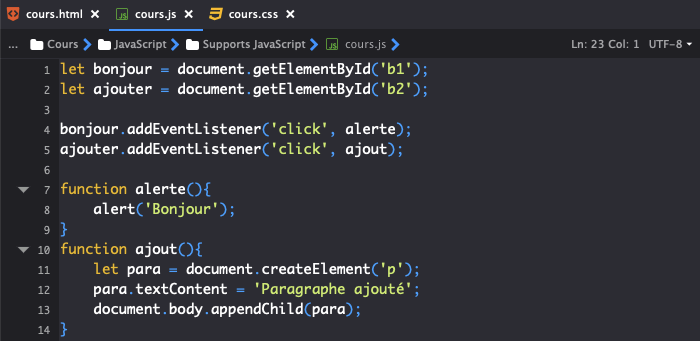 cours.html × cours.js × cours.css ×
... Cours JavaScript Supports JavaScript cours.js Ln: 23 Col: 1 UTF-8
1 let bonjour = document.getElementById('b1');
2 let ajouter = document.getElementById('b2');
3
4 bonjour.addEventListener('click', alerte);
5 ajouter.addEventListener('click', ajout);
6
7 function alerte(){
8     alert('Bonjour');
9 }
10 function ajout(){
11     let para = document.createElement('p');
12     para.textContent = 'Paragraphe ajouté';
13     document.body.appendChild(para);
14 }